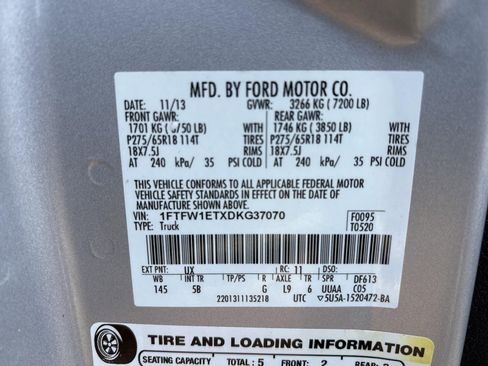 MFD. BY FORD MOTOR CO.
DATE: 11/13 GVWR: 3266 KG ( 7200 LB)
FRONT GAWR: REAR GAWR:
1701 KG ( /50 LB) WITH 1746 KG ( 3850 LB) WITH
P275/65R18 114T TIRES P275/65R18 114T TIRES
18X7.5J RIMS 18X7.5J RIMS
AT 240 kPa/ 35 PSI COLD AT 240 kPa/ 35 PSI COLD
THIS VEHICLE CONFORMS TO ALL APPLICABLE FEDERAL MOTOR
VEHICLE SAFETY STANDARDS IN EFFECT ON THE DATE OF
MANUFACTURE SHOWN ABOVE.
VIN: 1FTFW1ETXDKG37070 F0095
TYPE: Truck T0520
EXT PNT: UX RC: 11 DSO:
WB INT TR TP/PS R AXLE TR SPR DF613
145 5B G L9 6 UUAA C05
2201311135218 UTC ▽5U5A-1520472-BA
TIRE AND LOADING INFORMATION
SEATING CAPACITY TOTAL : 5 FRONT: 2 REAR: